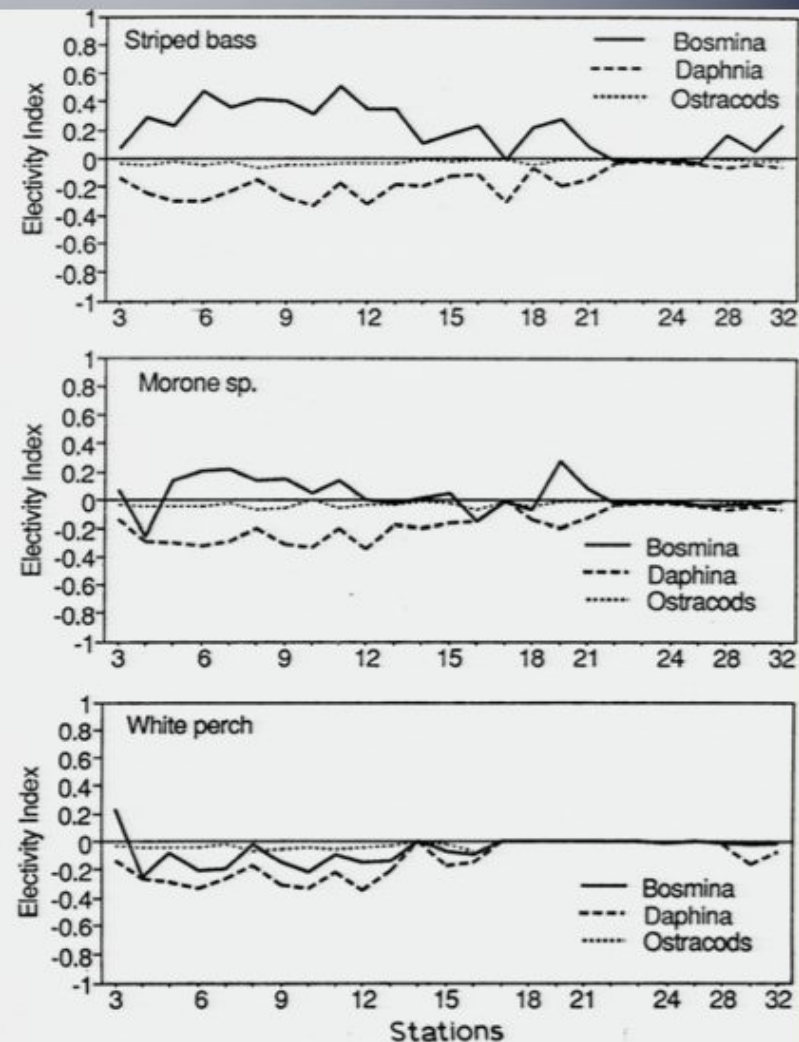 Striped bass
Bosmina
Daphnia
Ostracods
Electivity Index
1
0.8
0.6
0.4
0.2
0
-0.2
-0.4
-0.6
-0.8
-1
3 6 9 12 15 18 21 24 28 32
Morone sp.
Electivity Index
1
0.8
0.6
0.4
0.2
0
-0.2
-0.4
-0.6
-0.8
-1
Bosmina
Daphina
Ostracods
3 6 9 12 15 18 21 24 28 32
White perch
Electivity Index
1
0.8
0.6
0.4
0.2
0
-0.2
-0.4
-0.6
-0.8
-1
Bosmina
Daphina
Ostracods
3 6 9 12 15 18 21 24 28 32
Stations